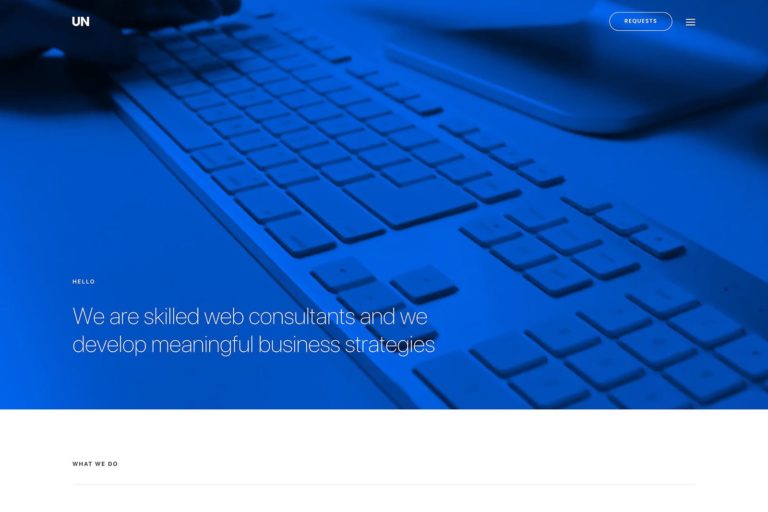 UN
REQUESTS
HELLO
We are skilled web consultants and we
develop meaningful business strategies
WHAT WE DO